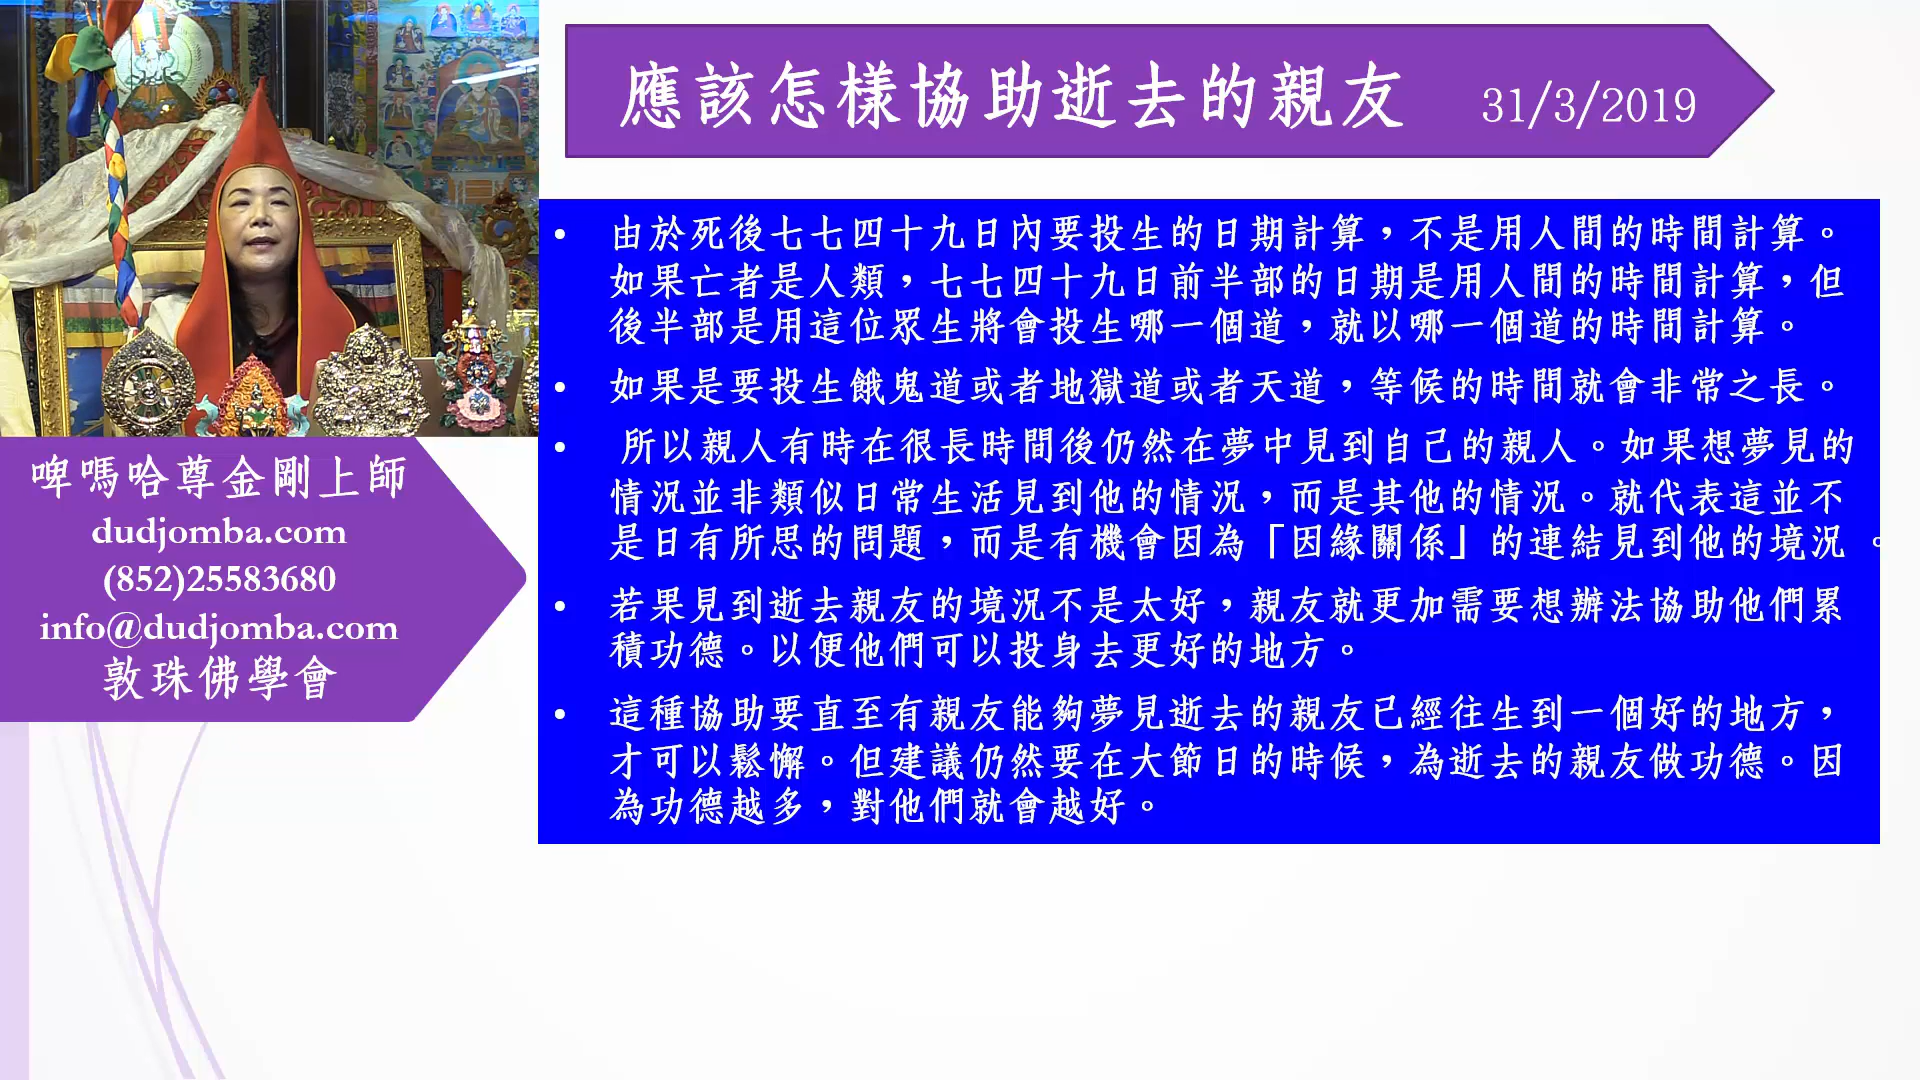 應該怎樣協助逝去的親友 31/3/2019
• 由於死後七七四十九日內要投生的日期計算，不是用人間的時間計算。
如果亡者是人類，七七四十九日前半部的日期是用人間的時間計算，但
後半部是用這位眾生將會投生哪一個道，就以哪一個道的時間計算。
• 如果是要投生餓鬼道或者地獄道或者天道，等候的時間就會非常之長。
• 所以親人有時在很長時間後仍然在夢中見到自己的親人。如果想夢見的
情況並非類似日常生活見到他的情況，而是其他的情況。就代表這並不
是日有所思的問題，而是有機會因為「因緣關係」的連結見到他的境況。
• 若果見到逝去親友的境況不是太好，親友就更加需要想辦法協助他們累
積功德。以便他們可以投身去更好的地方。
• 這種協助要直至有親友能夠夢見逝去的親友已經往生到一個好的地方，
才可以鬆懈。但建議仍然要在大節日的時候，為逝去的親友做功德。因
為功德越多，對他們就會越好。
啤嗎哈尊金剛上師
dudjomba.com
(852)25583680
info@dudjomba.com
敦珠佛學會